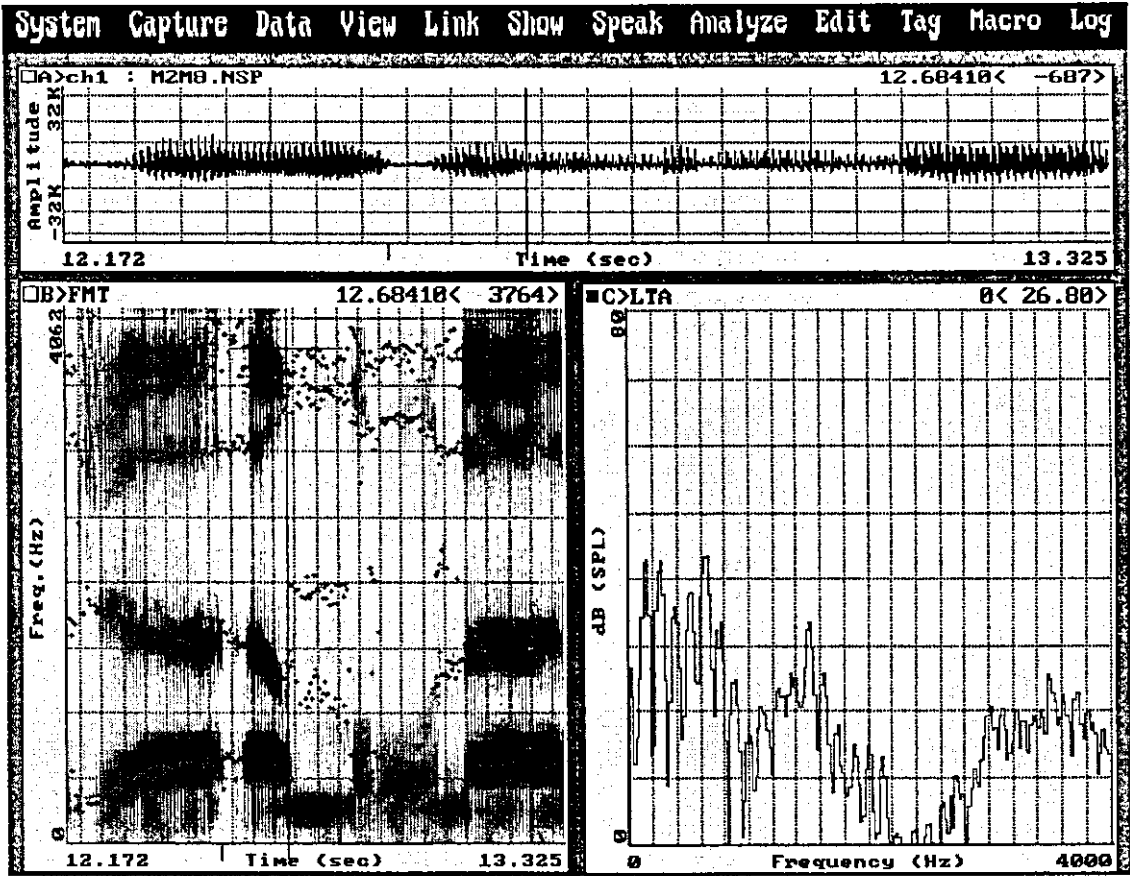 System Capture Data View Link Show Speak Analyze Edit Tag Macro Log
A>ch1 : M2M8.NSP 12.68410< -687>
Amplitude
32K
-32K
12.172 Time (sec) 13.325
B>FMT 12.68410< 3764>
4062
Freq.(Hz)
0
12.172 Time (sec) 13.325
C>LTA 0< 26.80>
80
dB (SPL)
0
0 Frequency (Hz) 4000